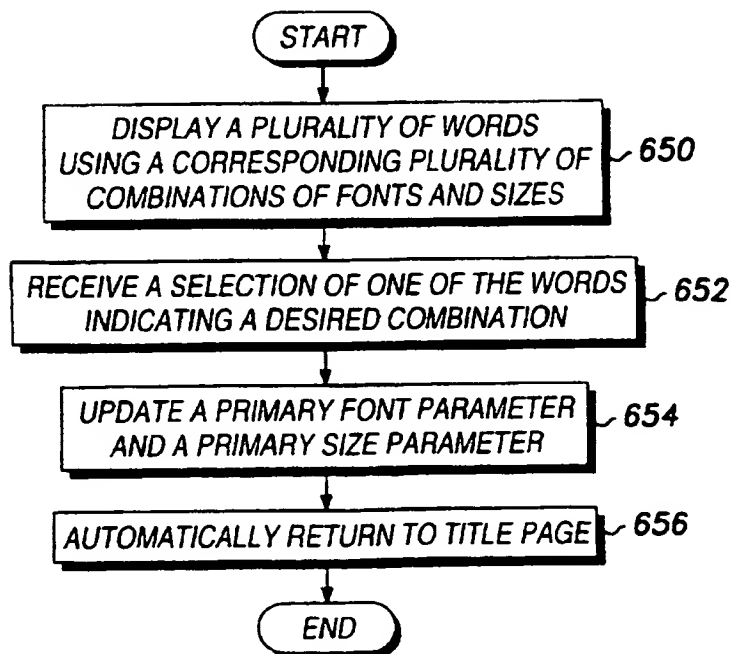 START
DISPLAY A PLURALITY OF WORDS
USING A CORRESPONDING PLURALITY OF
COMBINATIONS OF FONTS AND SIZES
650
RECEIVE A SELECTION OF ONE OF THE WORDS
INDICATING A DESIRED COMBINATION
652
UPDATE A PRIMARY FONT PARAMETER
AND A PRIMARY SIZE PARAMETER
654
AUTOMATICALLY RETURN TO TITLE PAGE
656
END